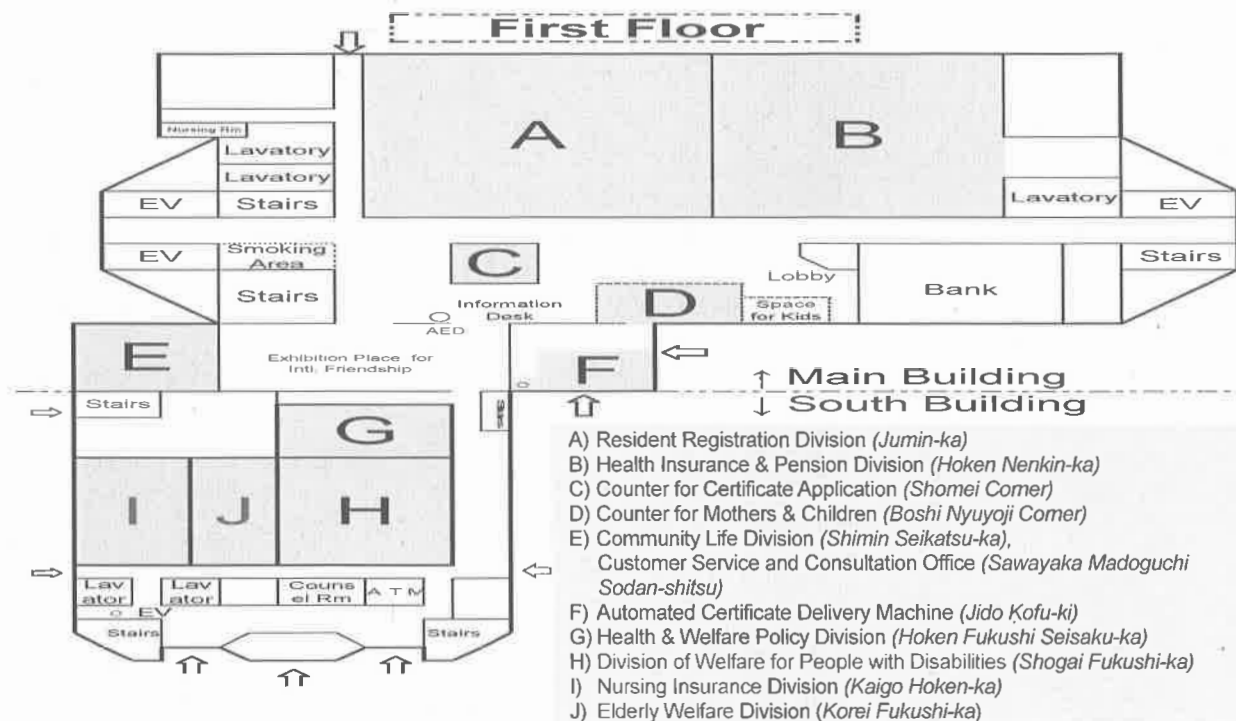 First Floor
A
B
Nursing Rm
Lavatory
Lavatory
EV
Stairs
Lavatory
EV
EV
Smoking
Area
C
Stairs
Lobby
Stairs
Information
Desk
D
Space
for Kids
Bank
AED
E
Exhibition Place for
Intl. Friendship
F
↑ Main Building
↓ South Building
Stairs
G
I
J
H
Lav
ator
Lav
ator
Couns
el Rm
ATM
EV
Stairs
Stairs
A) Resident Registration Division (Jumin-ka)
B) Health Insurance & Pension Division (Hoken Nenkin-ka)
C) Counter for Certificate Application (Shomei Corner)
D) Counter for Mothers & Children (Boshi Nyuyoji Corner)
E) Community Life Division (Shimin Seikatsu-ka),
Customer Service and Consultation Office (Sawayaka Madoguchi
Sodan-shitsu)
F) Automated Certificate Delivery Machine (Jido Kofu-ki)
G) Health & Welfare Policy Division (Hoken Fukushi Seisaku-ka)
H) Division of Welfare for People with Disabilities (Shogai Fukushi-ka)
I) Nursing Insurance Division (Kaigo Hoken-ka)
J) Elderly Welfare Division (Korei Fukushi-ka)